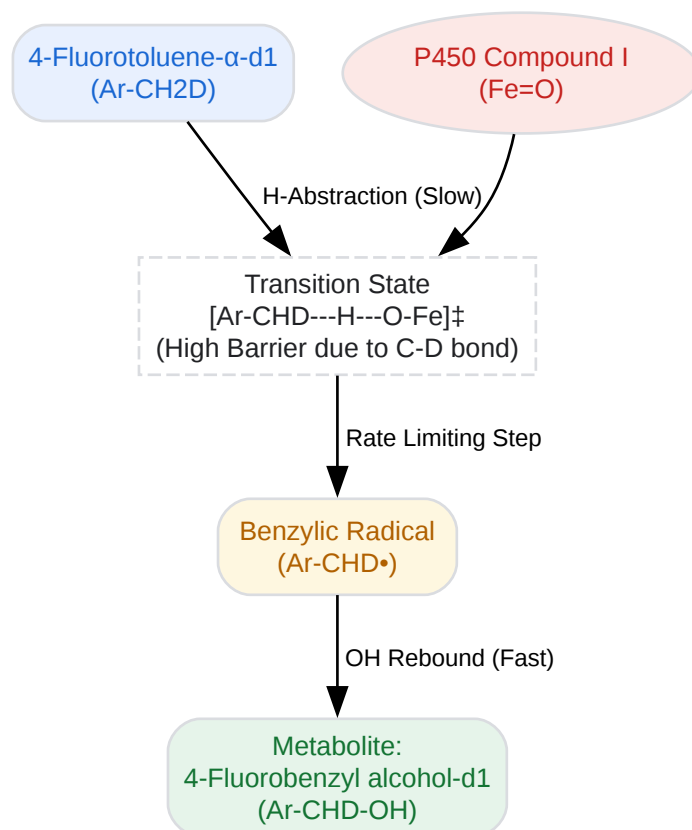 4-Fluorotoluene-α-d1
(Ar-CH2D)
P450 Compound I
(Fe=O)
H-Abstraction (Slow)
Transition State
[Ar-CHD---H---O-Fe]‡
(High Barrier due to C-D bond)
Rate Limiting Step
Benzylic Radical
(Ar-CHD•)
OH Rebound (Fast)
Metabolite:
4-Fluorobenzyl alcohol-d1
(Ar-CHD-OH)